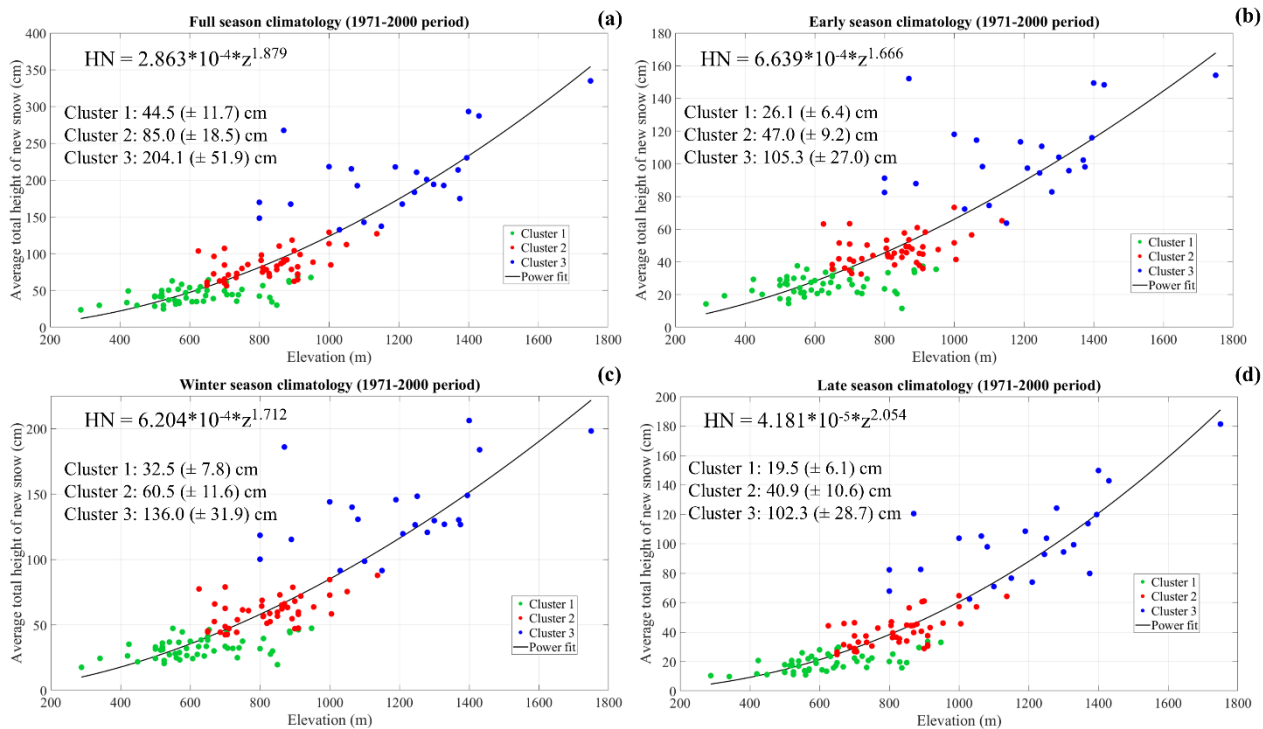 Full season climatology (1971-2000 period)
(a)
HN = 2.863*10-4*z1.879
Cluster 1: 44.5 (± 11.7) cm
Cluster 2: 85.0 (± 18.5) cm
Cluster 3: 204.1 (± 51.9) cm
Average total height of new snow (cm)
400
350
300
250
200
150
100
50
0
Cluster 1
Cluster 2
Cluster 3
Power fit
200 400 600 800 1000 1200 1400 1600 1800
Elevation (m)
Early season climatology (1971-2000 period)
(b)
HN = 6.639*10-4*z1.666
Cluster 1: 26.1 (± 6.4) cm
Cluster 2: 47.0 (± 9.2) cm
Cluster 3: 105.3 (± 27.0) cm
Average total height of new snow (cm)
180
160
140
120
100
80
60
40
20
0
Cluster 1
Cluster 2
Cluster 3
Power fit
200 400 600 800 1000 1200 1400 1600 1800
Elevation (m)
Winter season climatology (1971-2000 period)
(c)
HN = 6.204*10-4*z1.712
Cluster 1: 32.5 (± 7.8) cm
Cluster 2: 60.5 (± 11.6) cm
Cluster 3: 136.0 (± 31.9) cm
Average total height of new snow (cm)
200
150
100
50
0
Cluster 1
Cluster 2
Cluster 3
Power fit
200 400 600 800 1000 1200 1400 1600 1800
Elevation (m)
Late season climatology (1971-2000 period)
(d)
HN = 4.181*10-5*z2.054
Cluster 1: 19.5 (± 6.1) cm
Cluster 2: 40.9 (± 10.6) cm
Cluster 3: 102.3 (± 28.7) cm
Average total height of new snow (cm)
200
180
160
140
120
100
80
60
40
20
0
Cluster 1
Cluster 2
Cluster 3
Power fit
200 400 600 800 1000 1200 1400 1600 1800
Elevation (m)